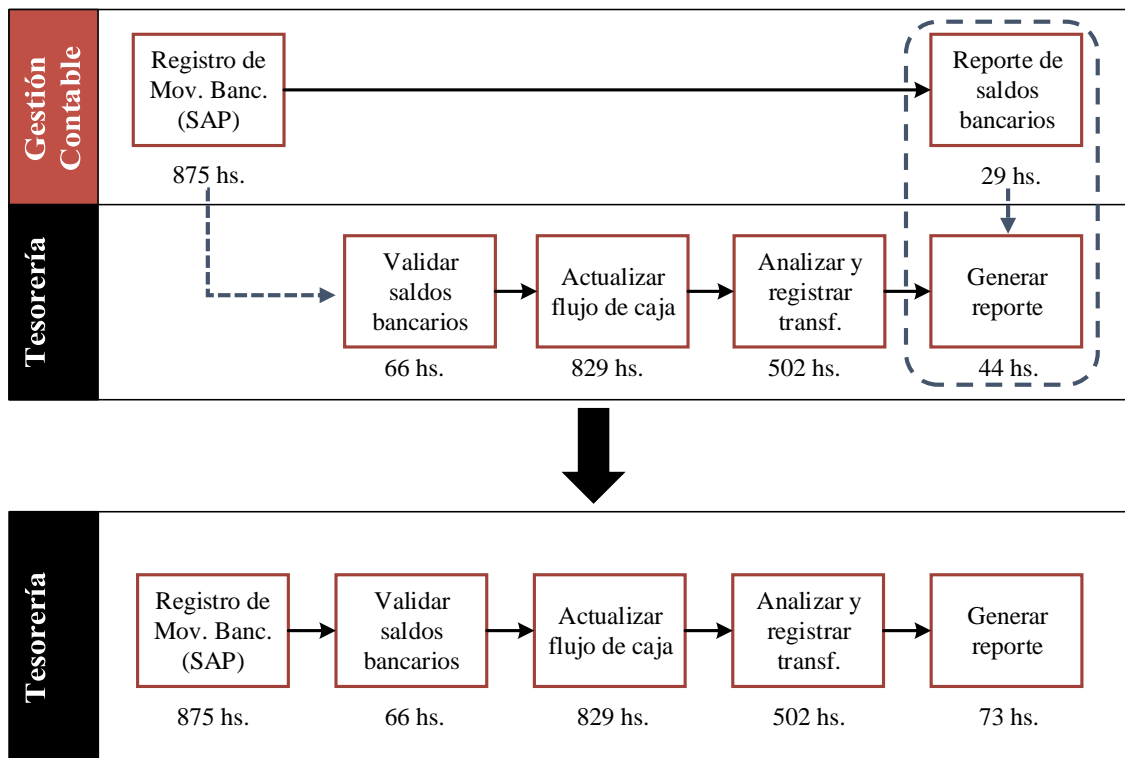 Gestión
Contable
Registro de
Mov. Banc.
(SAP)
875 hs.
Reporte de
saldos
bancarios
29 hs.
Tesorería
Validar
saldos
bancarios
66 hs.
Actualizar
flujo de caja
829 hs.
Analizar y
registrar
transf.
502 hs.
Generar
reporte
44 hs.
Tesorería
Registro de
Mov. Banc.
(SAP)
875 hs.
Validar
saldos
bancarios
66 hs.
Actualizar
flujo de caja
829 hs.
Analizar y
registrar
transf.
502 hs.
Generar
reporte
73 hs.